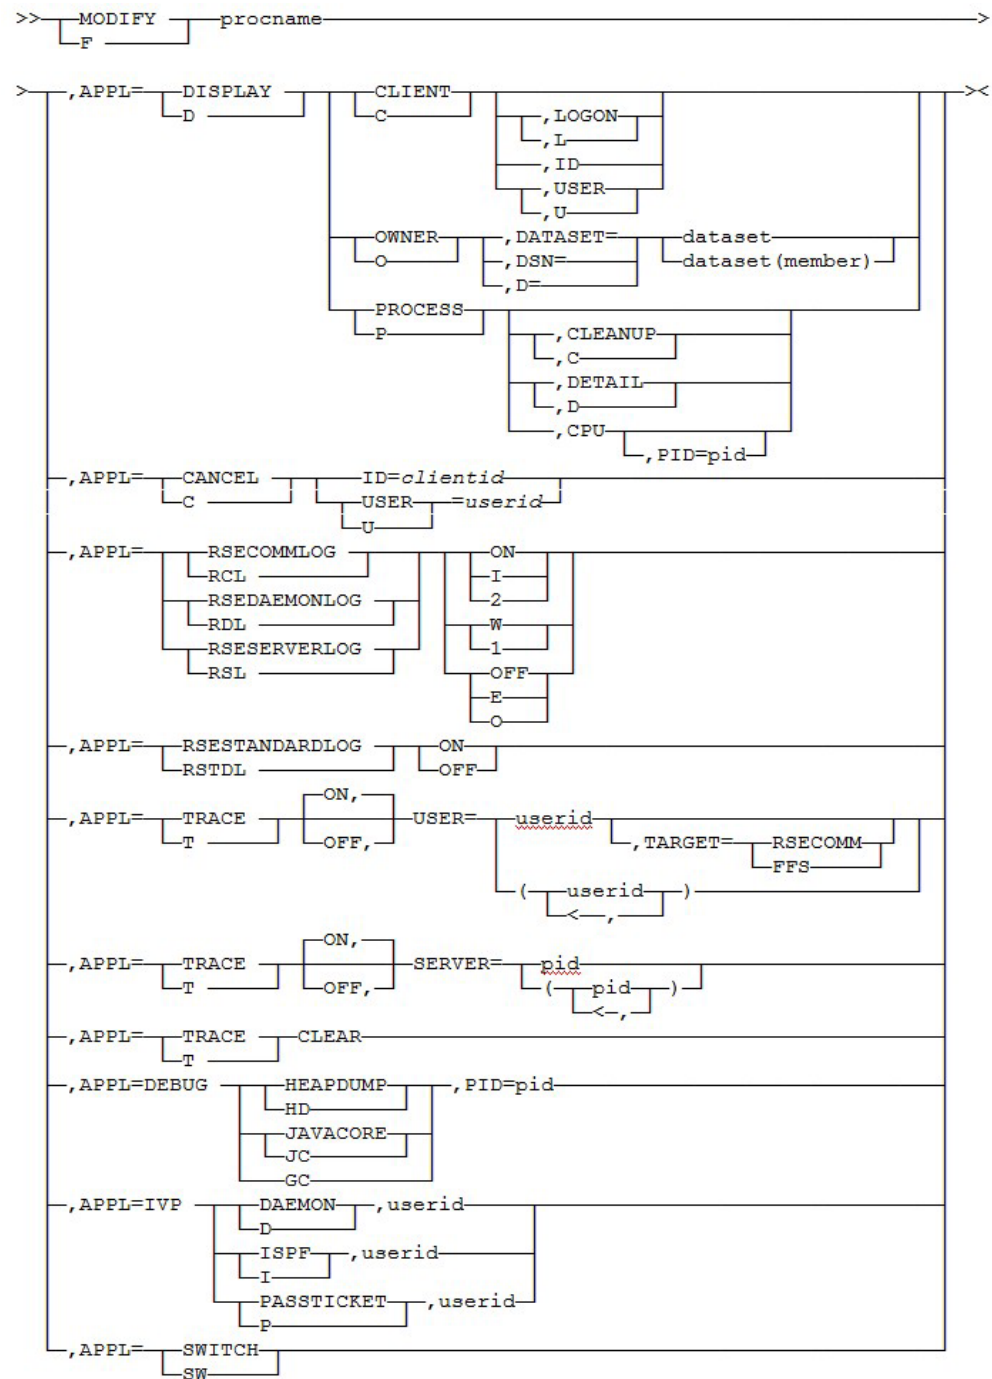 >> MODIFY procname >
F
> ,APPL= DISPLAY CLIENT ><
D C ,LOGON
,L
,ID
,USER
,U
OWNER ,DATASET= dataset
O ,DSN= dataset(member)
,D=
PROCESS
P ,CLEANUP
,C
,DETAIL
,D
,CPU
,PID=pid
,APPL= CANCEL ID=clientid
C USER =userid
U
,APPL= RSECOMMLOG ON
RCL I
RSEDAEMONLOG 2
RDL W
RSESERVERLOG 1
RSL OFF
E
O
,APPL= RSESTANDARDLOG ON
RSTDL OFF
ON,
,APPL= TRACE USER= userid
T OFF, ,TARGET= RSECOMM
FFS
( userid )
< ,
ON,
,APPL= TRACE SERVER= pid
T OFF, ( pid )
< ,
,APPL= TRACE CLEAR
T
,APPL=DEBUG HEAPDUMP ,PID=pid
HD
JAVACORE
JC
GC
,APPL=IVP DAEMON ,userid
D
ISPF ,userid
I
PASSTICKET ,userid
P
,APPL= SWITCH
SW